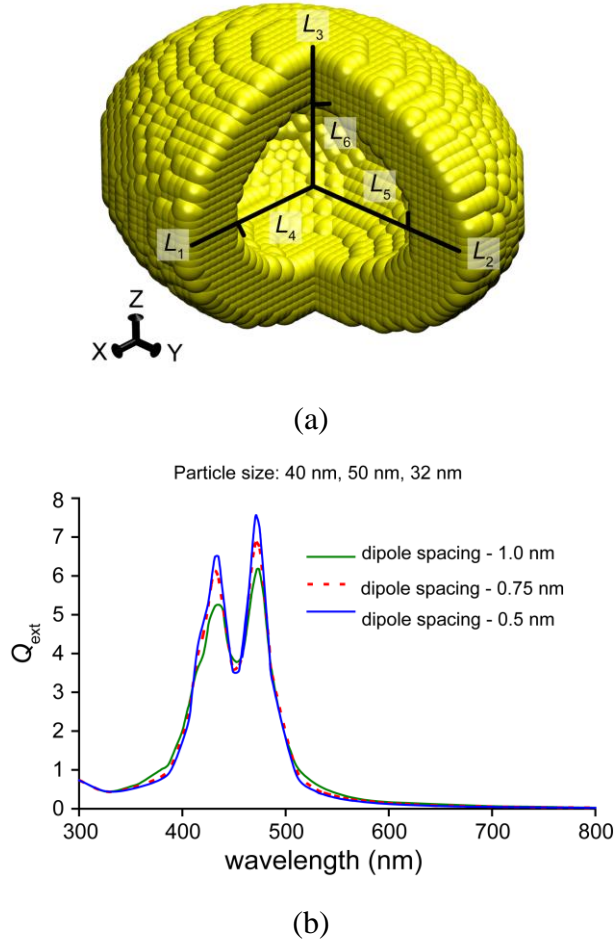 L3
L6
L5
L4
L1
L2
Z
X Y
(a)
Particle size: 40 nm, 50 nm, 32 nm
8
7
6
5
4
3
2
1
0
Qext
dipole spacing - 1.0 nm
dipole spacing - 0.75 nm
dipole spacing - 0.5 nm
300 400 500 600 700 800
wavelength (nm)
(b)